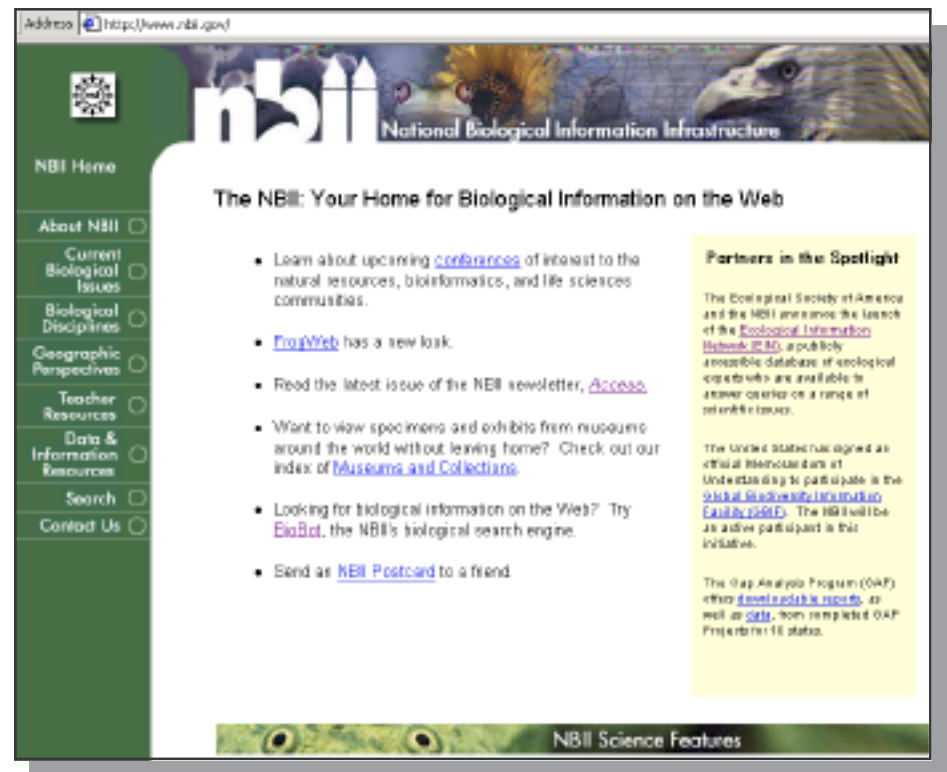 Address http://www.nbii.gov/
nbii
National Biological Information Infrastructure
NBII Home
About NBII
Current
Biological
Issues
Biological
Disciplines
Geographic
Perspectives
Teacher
Resources
Data &
Information
Resources
Search
Contact Us
The NBII: Your Home for Biological Information on the Web
• Learn about upcoming conferences of interest to the
natural resources, bioinformatics, and life sciences
communities.
• FrogWeb has a new look.
• Read the latest issue of the NBII newsletter, Access.
• Want to view specimens and exhibits from museums
around the world without leaving home? Check out our
index of Museums and Collections.
• Looking for biological information on the Web? Try
BioBot, the NBII's biological search engine.
• Send an NBII Postcard to a friend
Partners in the Spotlight
The Ecological Society of America
and the NBII announce the launch
of the Ecological Information
Network (EIN), a publicly
accessible database of ecological
experts who are available to
answer queries on a range of
scientific issues.
The United States has signed an
official Memorandum of
Understanding to participate in the
Global Biodiversity Information
Facility (GBIF). The NBII will be
an active participant in this
initiative.
The Gap Analysis Program (GAP)
offers downloadable reports, as
well as data, from completed GAP
Projects for 10 states.
NBII Science Features